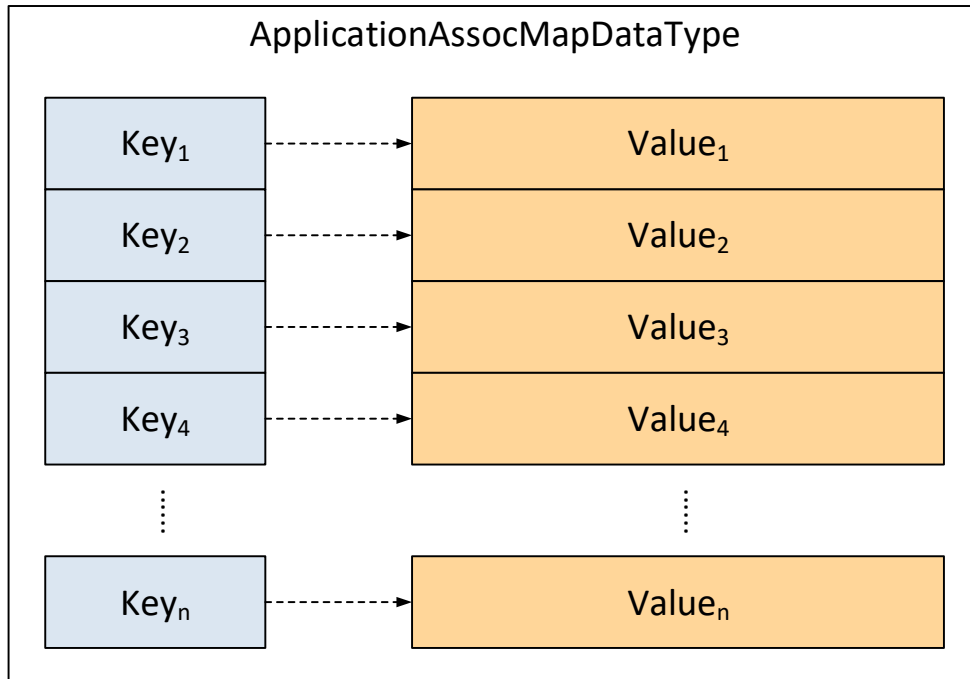 ApplicationAssocMapDataType
Key₁ Value₁
Key₂ Value₂
Key₃ Value₃
Key₄ Value₄
Keyₙ Valueₙ